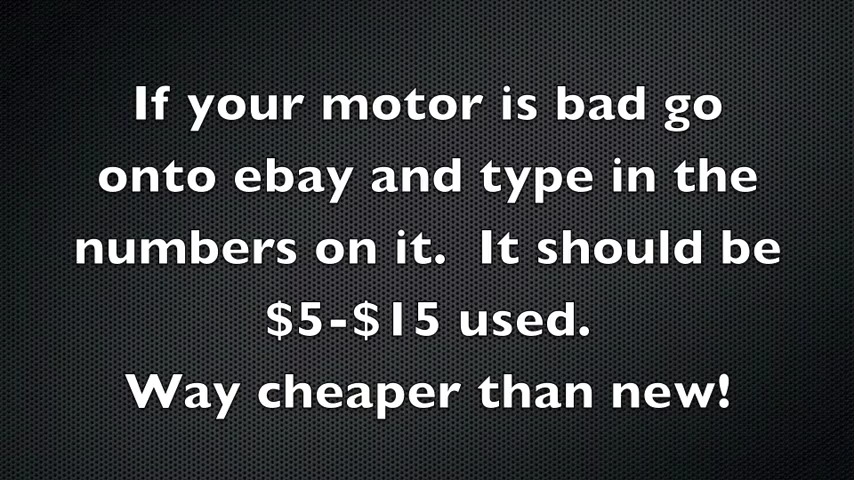 If your motor is bad go
onto ebay and type in the
numbers on it.  It should be
$5-$15 used.
Way cheaper than new!